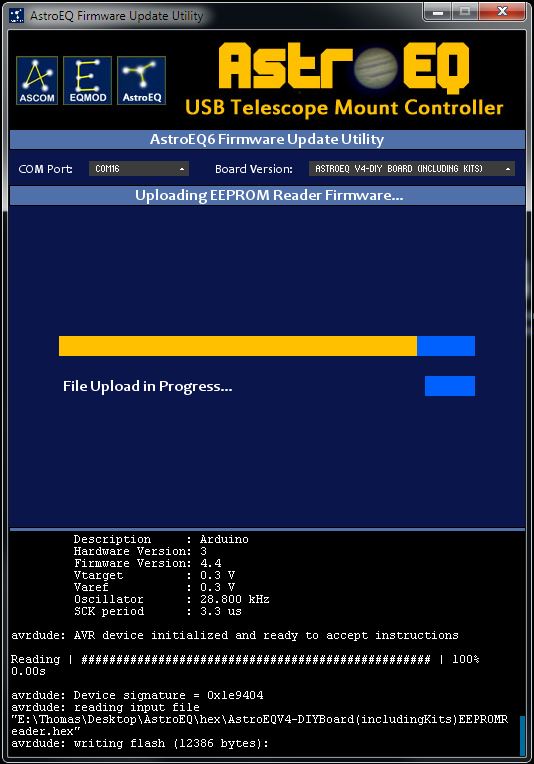 AstroEQ Firmware Update Utility
ASCOM
EQMOD
AstroEQ
Astr EQ
USB Telescope Mount Controller
AstroEQ6 Firmware Update Utility
COM Port:
COM16
Board Version:
ASTROEQ V4-DIY BOARD (INCLUDING KITS)
Uploading EEPROM Reader Firmware...
File Upload in Progress...
Description : Arduino
Hardware Version: 3
Firmware Version: 4.4
Vtarget : 0.3 V
Varef : 0.3 V
Oscillator : 28.800 kHz
SCK period : 3.3 us
avrdude: AVR device initialized and ready to accept instructions
Reading | ################################################## | 100%
0.00s
avrdude: Device signature = 0x1e9404
avrdude: reading input file
"E:\Thomas\Desktop\AstroEQ\hex\AstroEQV4-DIYBoard(includingKits)EEPROMR
eader.hex"
avrdude: writing flash (12386 bytes):